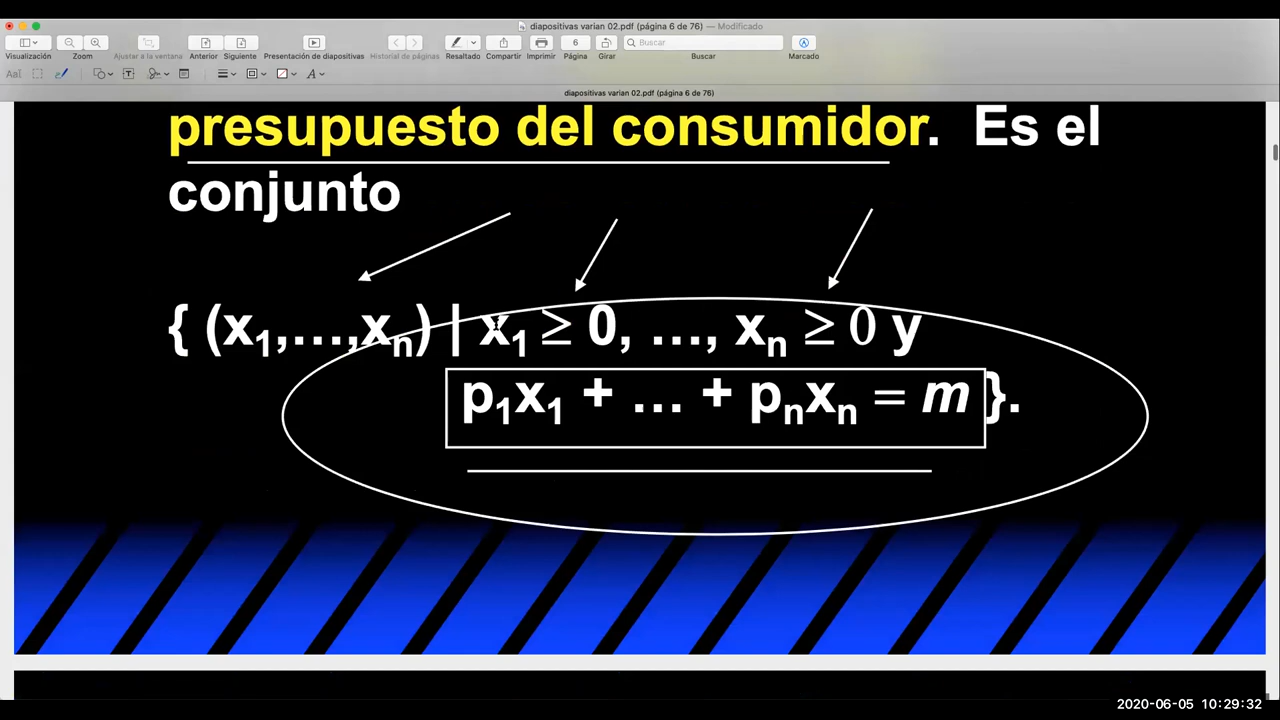 diapositivas varian 02.pdf (página 6 de 76) — Modificado
6
Buscar
Visualización
Zoom
Ajustar a la ventana
Anterior
Siguiente
Presentación de diapositivas
Historial de páginas
Resaltado
Compartir
Imprimir
Página
Girar
Buscar
Marcado
diapositivas varian 02.pdf (página 6 de 76)
presupuesto del consumidor. Es el
conjunto
{ (x₁,…,xₙ) | x₁ ≥ 0, …, xₙ ≥ 0 y
p₁x₁ + … + pₙxₙ = m }.
2020-06-05 10:29:32